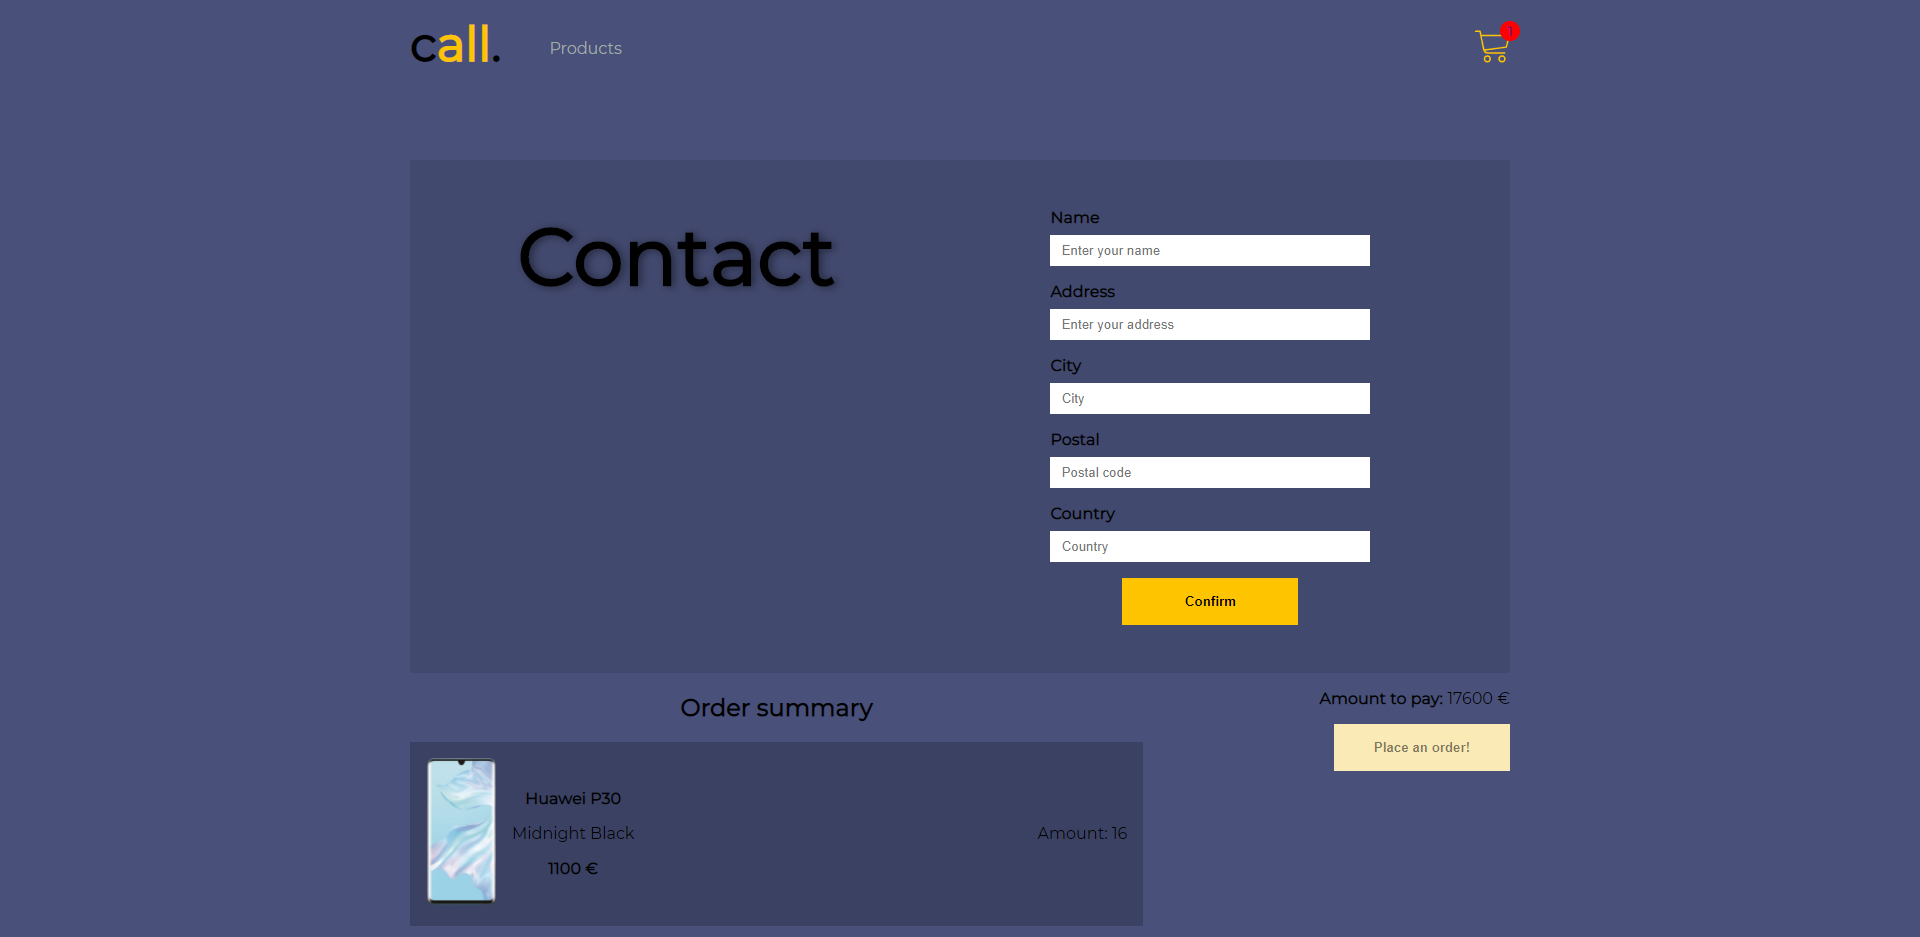 call.
Products
1
Contact
Name
Enter your name
Address
Enter your address
City
City
Postal
Postal code
Country
Country
Confirm
Order summary
Amount to pay: 17600 €
Place an order!
Huawei P30
Midnight Black
Amount: 16
1100 €